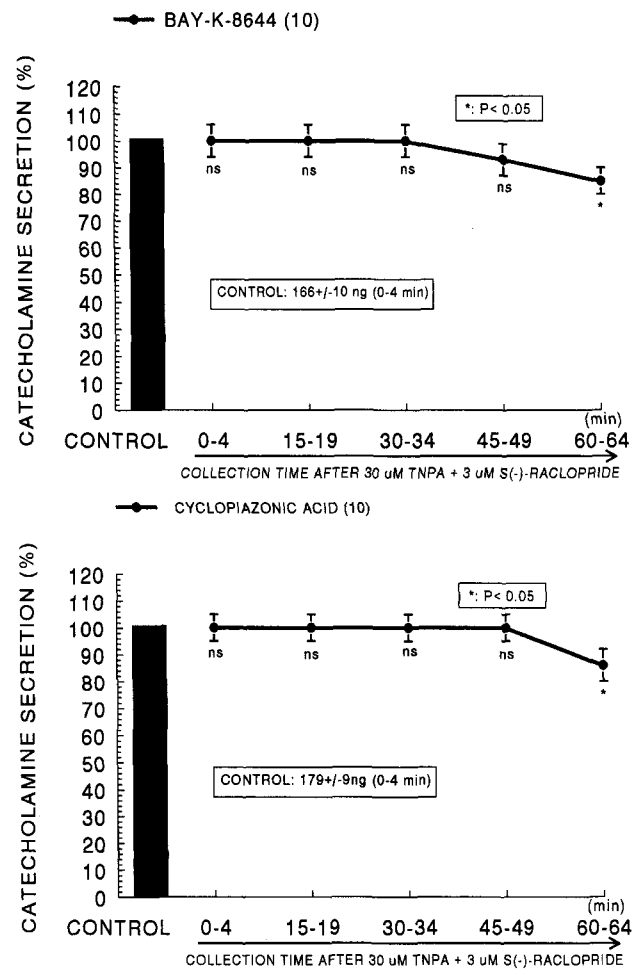 BAY-K-8644 (10)
CATECHOLAMINE SECRETION (%)
120
110
100
90
80
70
60
50
40
30
20
10
0
*: P< 0.05
ns
ns
ns
ns
*
CONTROL: 166+/-10 ng (0-4 min)
(min)
CONTROL 0-4 15-19 30-34 45-49 60-64
COLLECTION TIME AFTER 30 uM TNPA + 3 uM S(-)-RACLOPRIDE
CYCLOPIAZONIC ACID (10)
CATECHOLAMINE SECRETION (%)
120
110
100
90
80
70
60
50
40
30
20
10
0
*: P< 0.05
ns
ns
ns
ns
*
CONTROL: 179+/-9ng (0-4 min)
(min)
CONTROL 0-4 15-19 30-34 45-49 60-64
COLLECTION TIME AFTER 30 uM TNPA + 3 uM S(-)-RACLOPRIDE